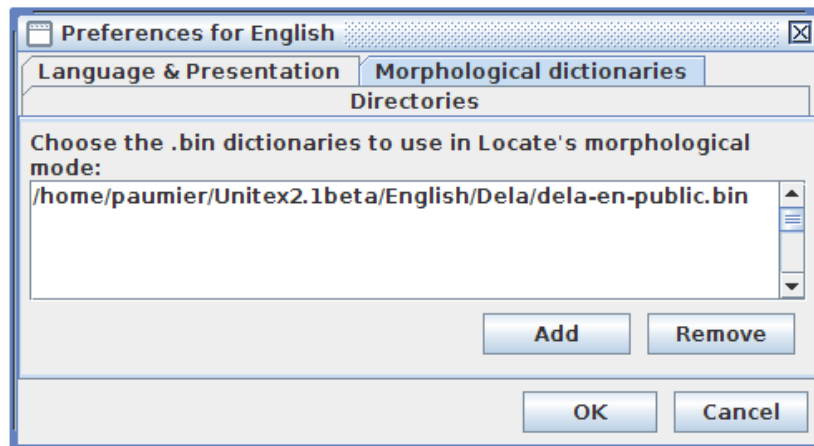 Preferences for English
Language & Presentation
Morphological dictionaries
Directories
Choose the .bin dictionaries to use in Locate's morphological
mode:
/home/paumier/Unitex2.1beta/English/Dela/dela-en-public.bin
Add
Remove
OK
Cancel